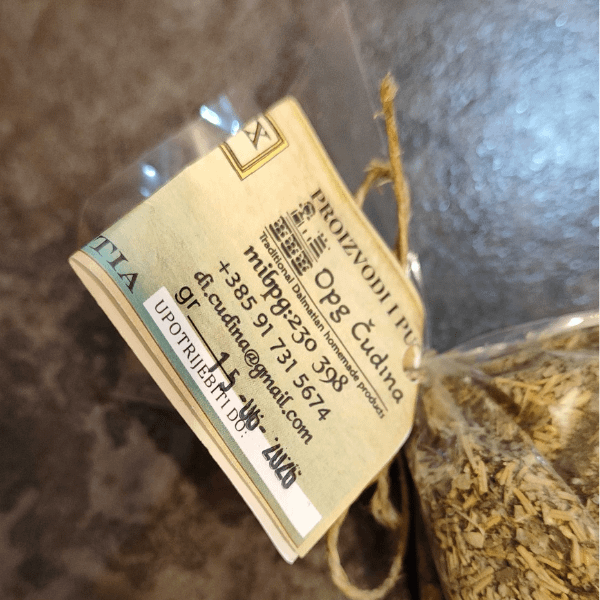 X
PROIZVODI I PU
Opg Čudina
Traditional Dalmatian homemade products
mibpg:230 398
+385 91 731 5674
di.cudina@gmail.com
gr
UPOTRIJEBITI DO:
15 -06- 2026
TIA